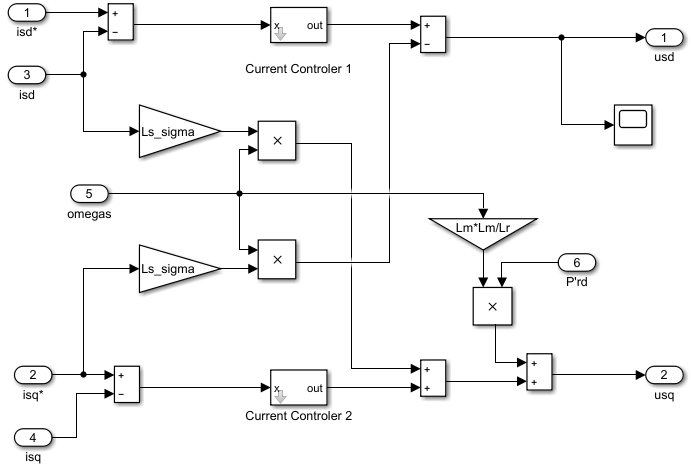 1
isd*
+
−
x
out
Current Controler 1
+
−
1
usd
3
isd
Ls_sigma
×
5
omegas
Lm*Lm/Lr
Ls_sigma
×
6
P'rd
×
2
isq*
+
−
x
out
Current Controler 2
+
+
+
+
2
usq
4
isq